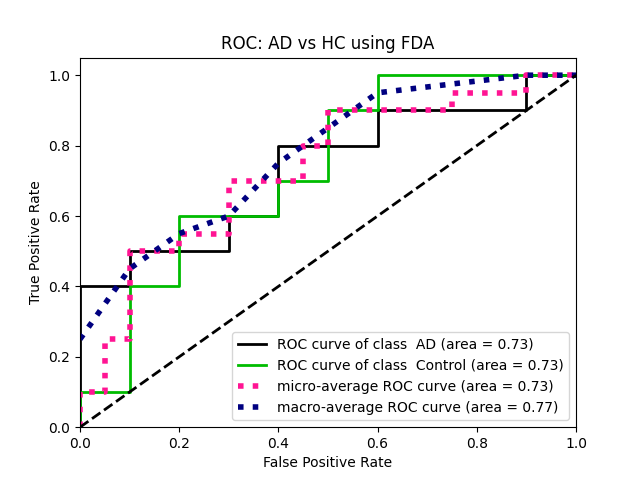 ROC: AD vs HC using FDA
True Positive Rate
1.0
0.8
0.6
0.4
0.2
0.0
ROC curve of class  AD (area = 0.73)
ROC curve of class  Control (area = 0.73)
micro-average ROC curve (area = 0.73)
macro-average ROC curve (area = 0.77)
0.0 0.2 0.4 0.6 0.8 1.0
False Positive Rate